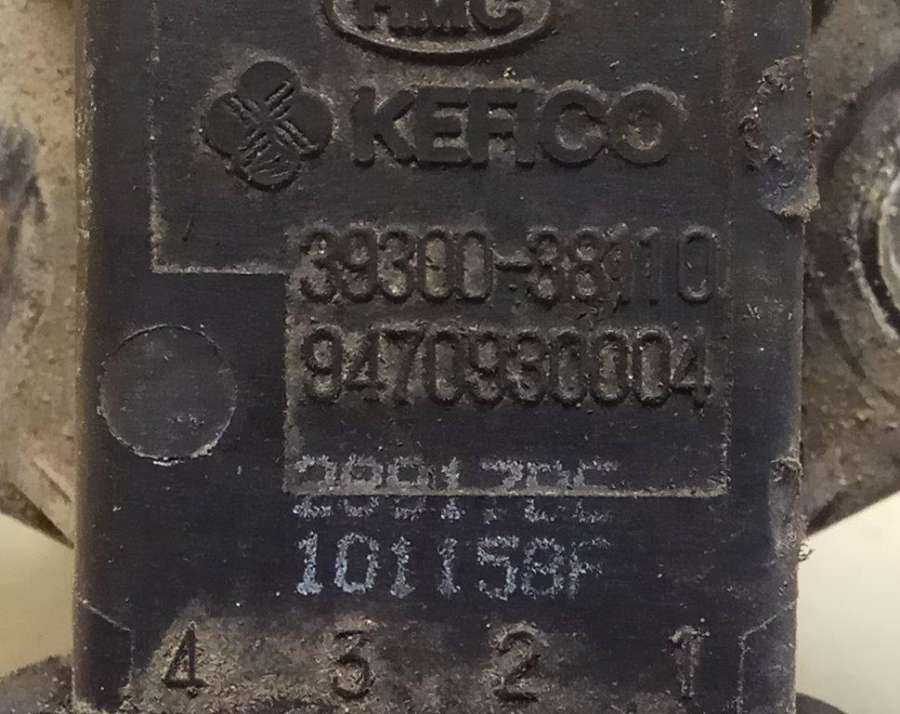 HMC
KEFICO
39300-38110
9470930004
101158F
4 3 2 1